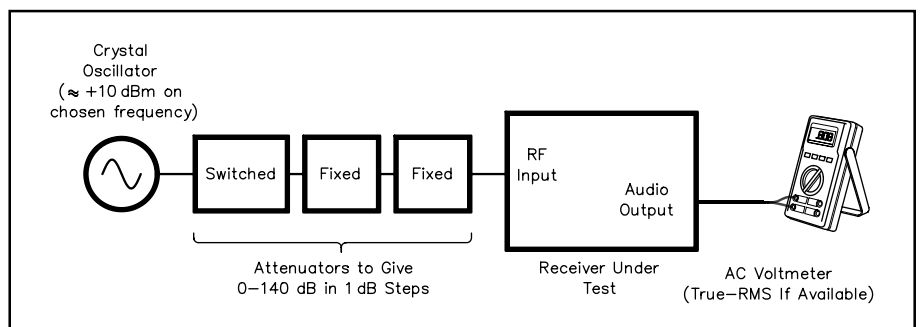 Crystal
Oscillator
(≈ +10 dBm on
chosen frequency)
Switched
Fixed
Fixed
RF
Input
Audio
Output
Attenuators to Give
0–140 dB in 1 dB Steps
Receiver Under
Test
AC Voltmeter
(True–RMS If Available)